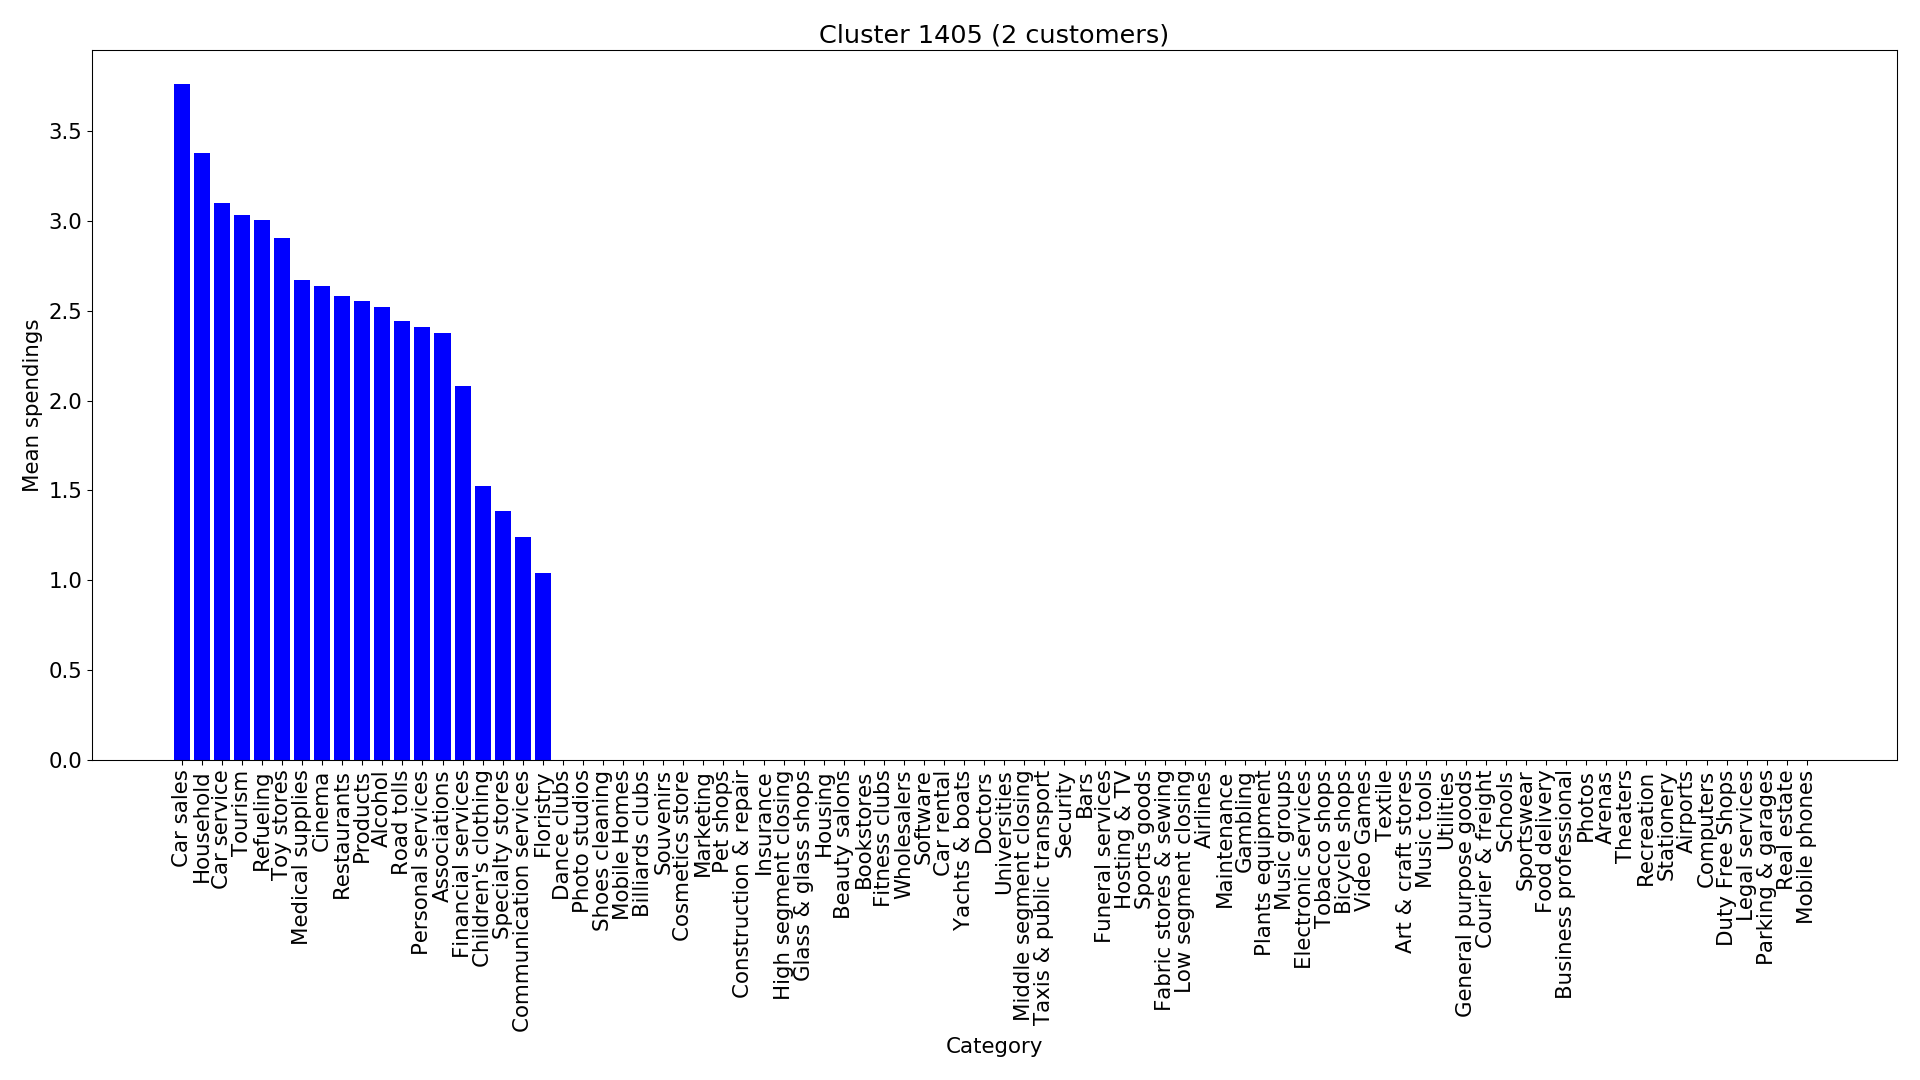 Cluster 1405 (2 customers)
Mean spendings
3.5
3.0
2.5
2.0
1.5
1.0
0.5
0.0
Car sales
Household
Car service
Tourism
Refueling
Toy stores
Medical supplies
Cinema
Restaurants
Products
Alcohol
Road tolls
Personal services
Associations
Financial services
Children's clothing
Specialty stores
Communication services
Floristry
Dance clubs
Photo studios
Shoes cleaning
Mobile Homes
Billiards clubs
Souvenirs
Cosmetics store
Marketing
Pet shops
Construction & repair
Insurance
High segment closing
Glass & glass shops
Housing
Beauty salons
Bookstores
Fitness clubs
Wholesalers
Software
Car rental
Yachts & boats
Doctors
Universities
Middle segment closing
Taxis & public transport
Security
Bars
Funeral services
Hosting & TV
Sports goods
Fabric stores & sewing
Low segment closing
Airlines
Maintenance
Gambling
Plants equipment
Music groups
Electronic services
Tobacco shops
Bicycle shops
Video Games
Textile
Art & craft stores
Music tools
Utilities
General purpose goods
Courier & freight
Schools
Sportswear
Food delivery
Business professional
Photos
Arenas
Theaters
Recreation
Stationery
Airports
Computers
Duty Free Shops
Legal services
Parking & garages
Real estate
Mobile phones
Category